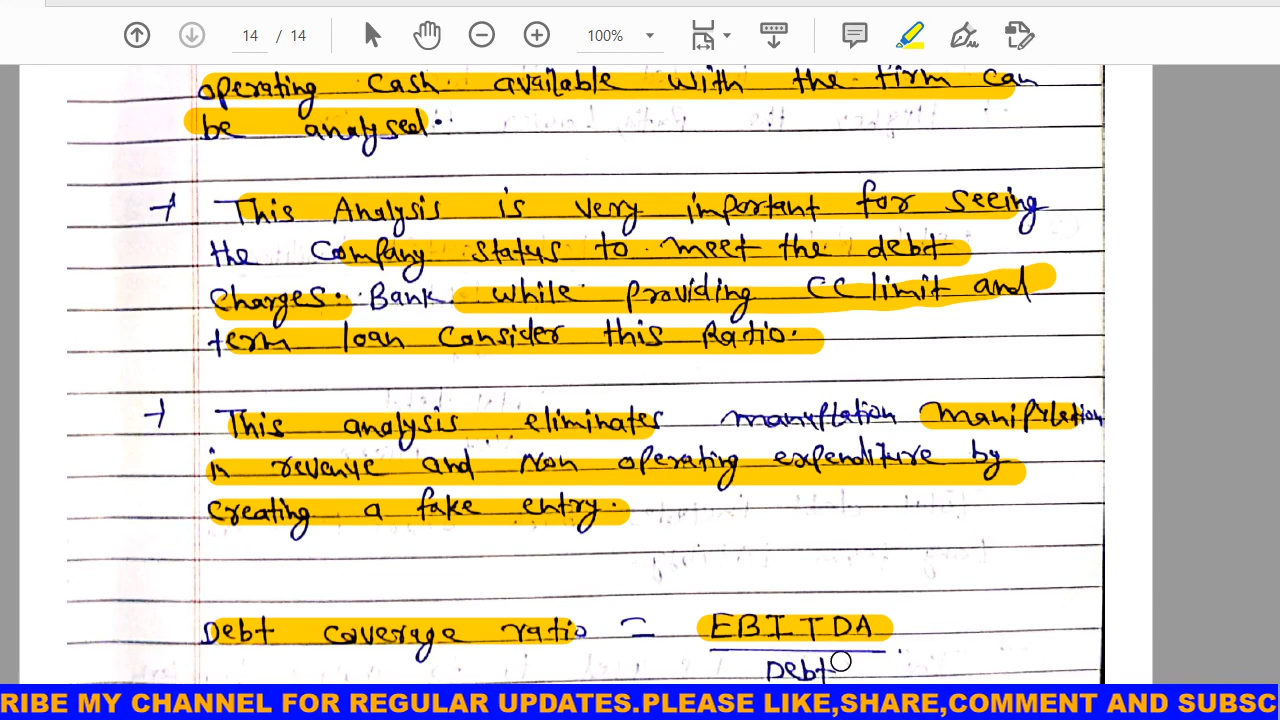 14 / 14
100%
operating cash available with the firm can
be analysed.
→ This Analysis is very important for seeing
the Company status to meet the debt
charges. Bank while providing CC limit and
term loan consider this Ratio.
→ This analysis eliminates maniflation manipulation
in revenue and Non operating expenditure by
creating a fake entry.
Debt coverage ratio = EBITDA
Debt
RIBE MY CHANNEL FOR REGULAR UPDATES.PLEASE LIKE,SHARE,COMMENT AND SUBSC